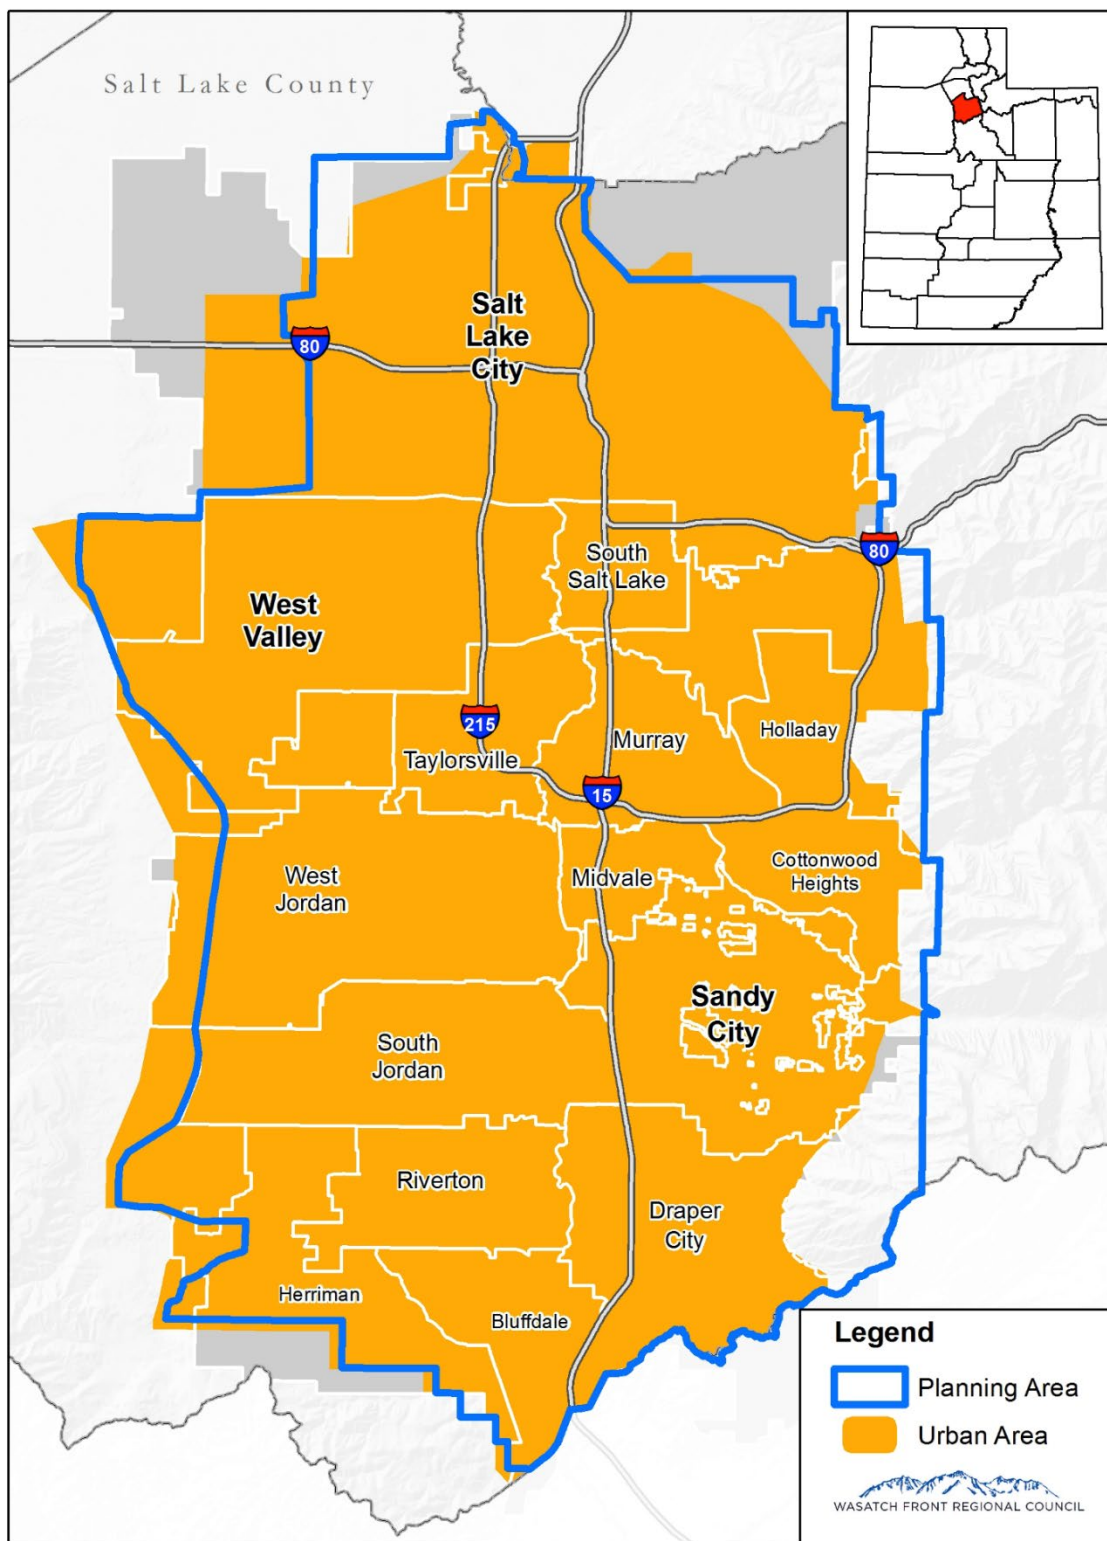 Salt Lake County
Salt
Lake
City
80
South
Salt Lake
80
West
Valley
215
Taylorsville
Murray
Holladay
15
West
Jordan
Midvale
Cottonwood
Heights
Sandy
City
South
Jordan
Riverton
Draper
City
Herriman
Bluffdale
Legend
Planning Area
Urban Area
WASATCH FRONT REGIONAL COUNCIL